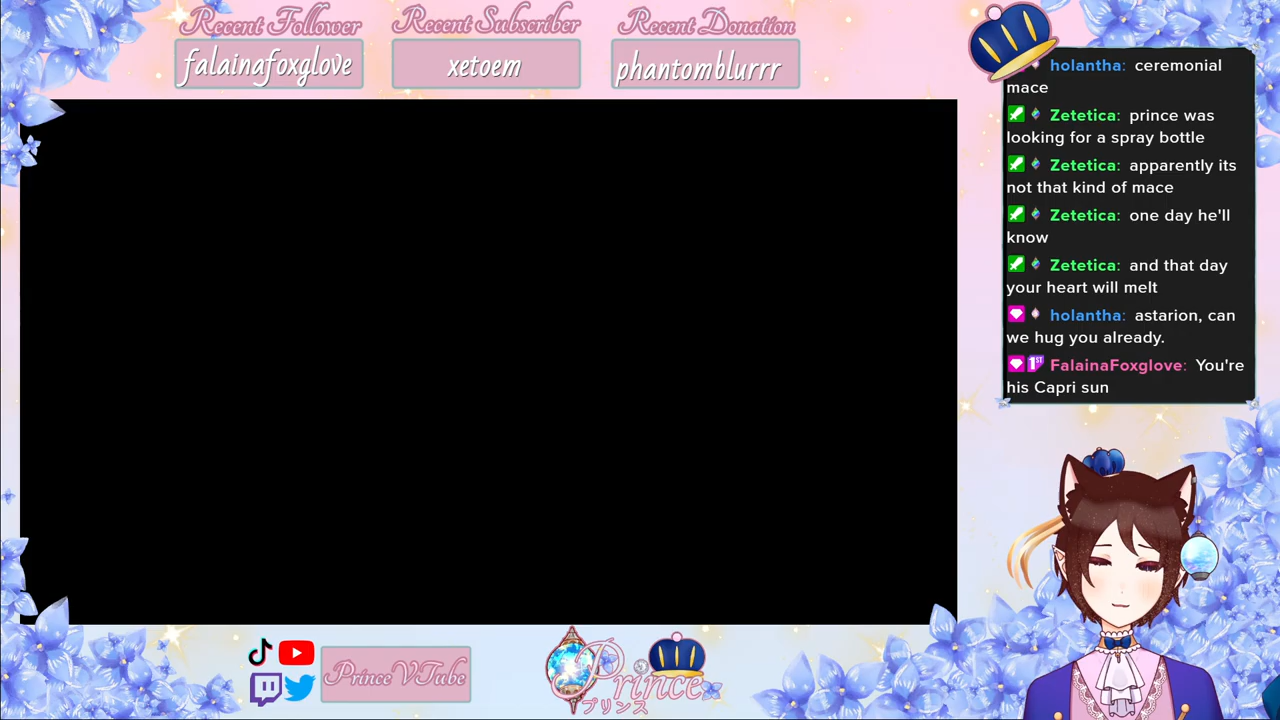 Recent Follower
Recent Subscriber
Recent Donation
falainafoxglove
xetoem
phantomblurrr
holantha: ceremonial
mace
Zetetica: prince was
looking for a spray bottle
Zetetica: apparently its
not that kind of mace
Zetetica: one day he'll
know
Zetetica: and that day
your heart will melt
holantha: astarion, can
we hug you already.
1ST FalainaFoxglove: You're
his Capri sun
PrinceVTube
Prince
プリンス